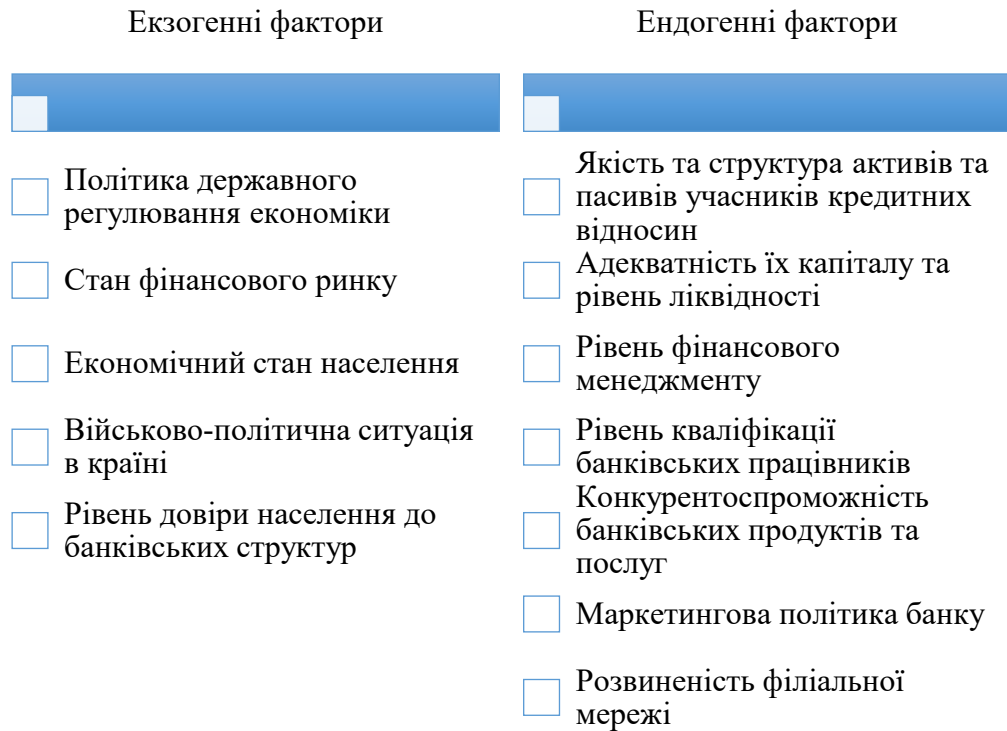 Екзогенні фактори
Політика державного
регулювання економіки
Стан фінансового ринку
Економічний стан населення
Військово-політична ситуація
в країні
Рівень довіри населення до
банківських структур
Ендогенні фактори
Якість та структура активів та
пасивів учасників кредитних
відносин
Адекватність їх капіталу та
рівень ліквідності
Рівень фінансового
менеджменту
Рівень кваліфікації
банківських працівників
Конкурентоспроможність
банківських продуктів та
послуг
Маркетингова політика банку
Розвиненість філіальної
мережі